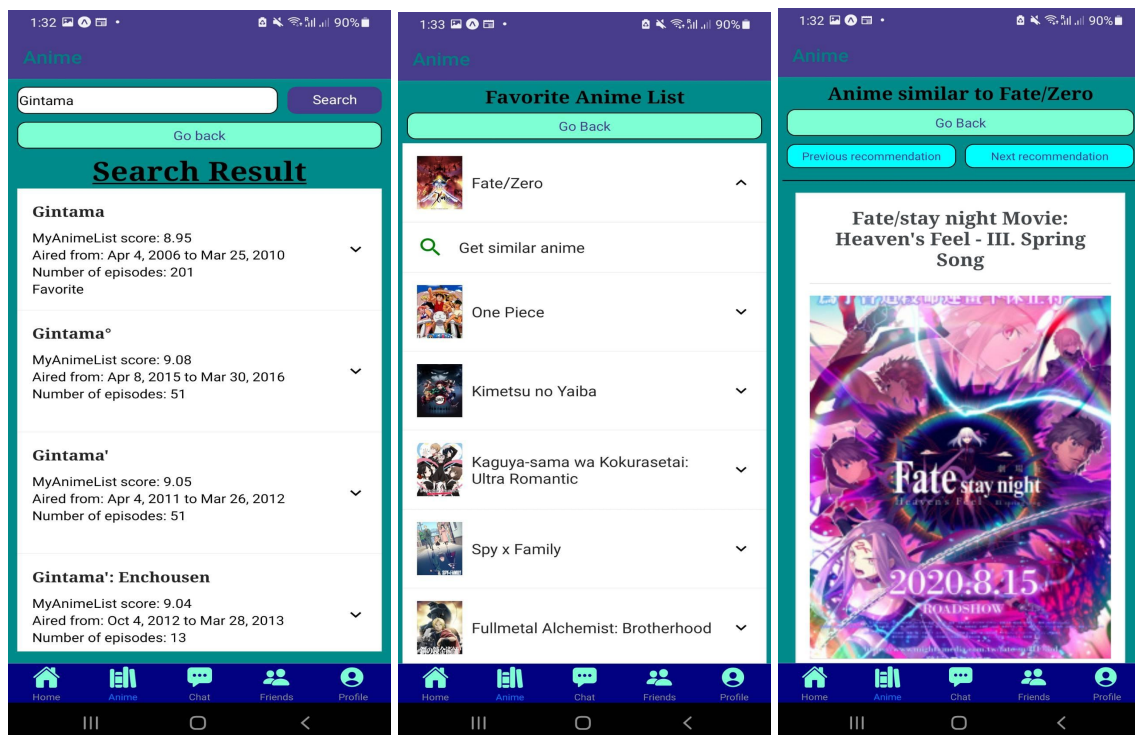 1:32 90%
Anime
Gintama
Search
Go back
Search Result
Gintama
MyAnimeList score: 8.95
Aired from: Apr 4, 2006 to Mar 25, 2010
Number of episodes: 201
Favorite
Gintama°
MyAnimeList score: 9.08
Aired from: Apr 8, 2015 to Mar 30, 2016
Number of episodes: 51
Gintama'
MyAnimeList score: 9.05
Aired from: Apr 4, 2011 to Mar 26, 2012
Number of episodes: 51
Gintama': Enchousen
MyAnimeList score: 9.04
Aired from: Oct 4, 2012 to Mar 28, 2013
Number of episodes: 13
Home Anime Chat Friends Profile
1:33 90%
Anime
Favorite Anime List
Go Back
Fate/Zero
Get similar anime
One Piece
Kimetsu no Yaiba
Kaguya-sama wa Kokurasetai:
Ultra Romantic
Spy x Family
Fullmetal Alchemist: Brotherhood
Home Anime Chat Friends Profile
1:32 90%
Anime
Anime similar to Fate/Zero
Go Back
Previous recommendation Next recommendation
Fate/stay night Movie:
Heaven's Feel - III. Spring
Song
劇場
Fate stay night
Heaven's Feel
2020.8.15
ROADSHOW
Home Anime Chat Friends Profile